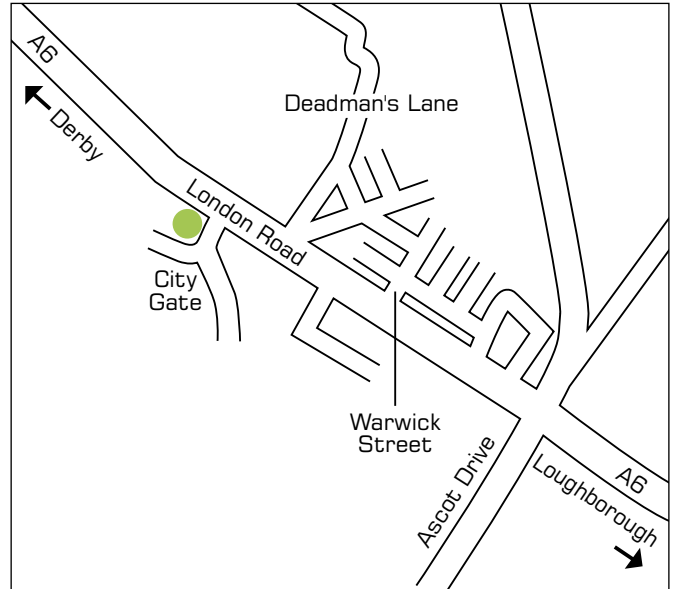 A6
Derby
Deadman's Lane
London Road
City
Gate
Warwick
Street
Ascot Drive
A6
Loughborough